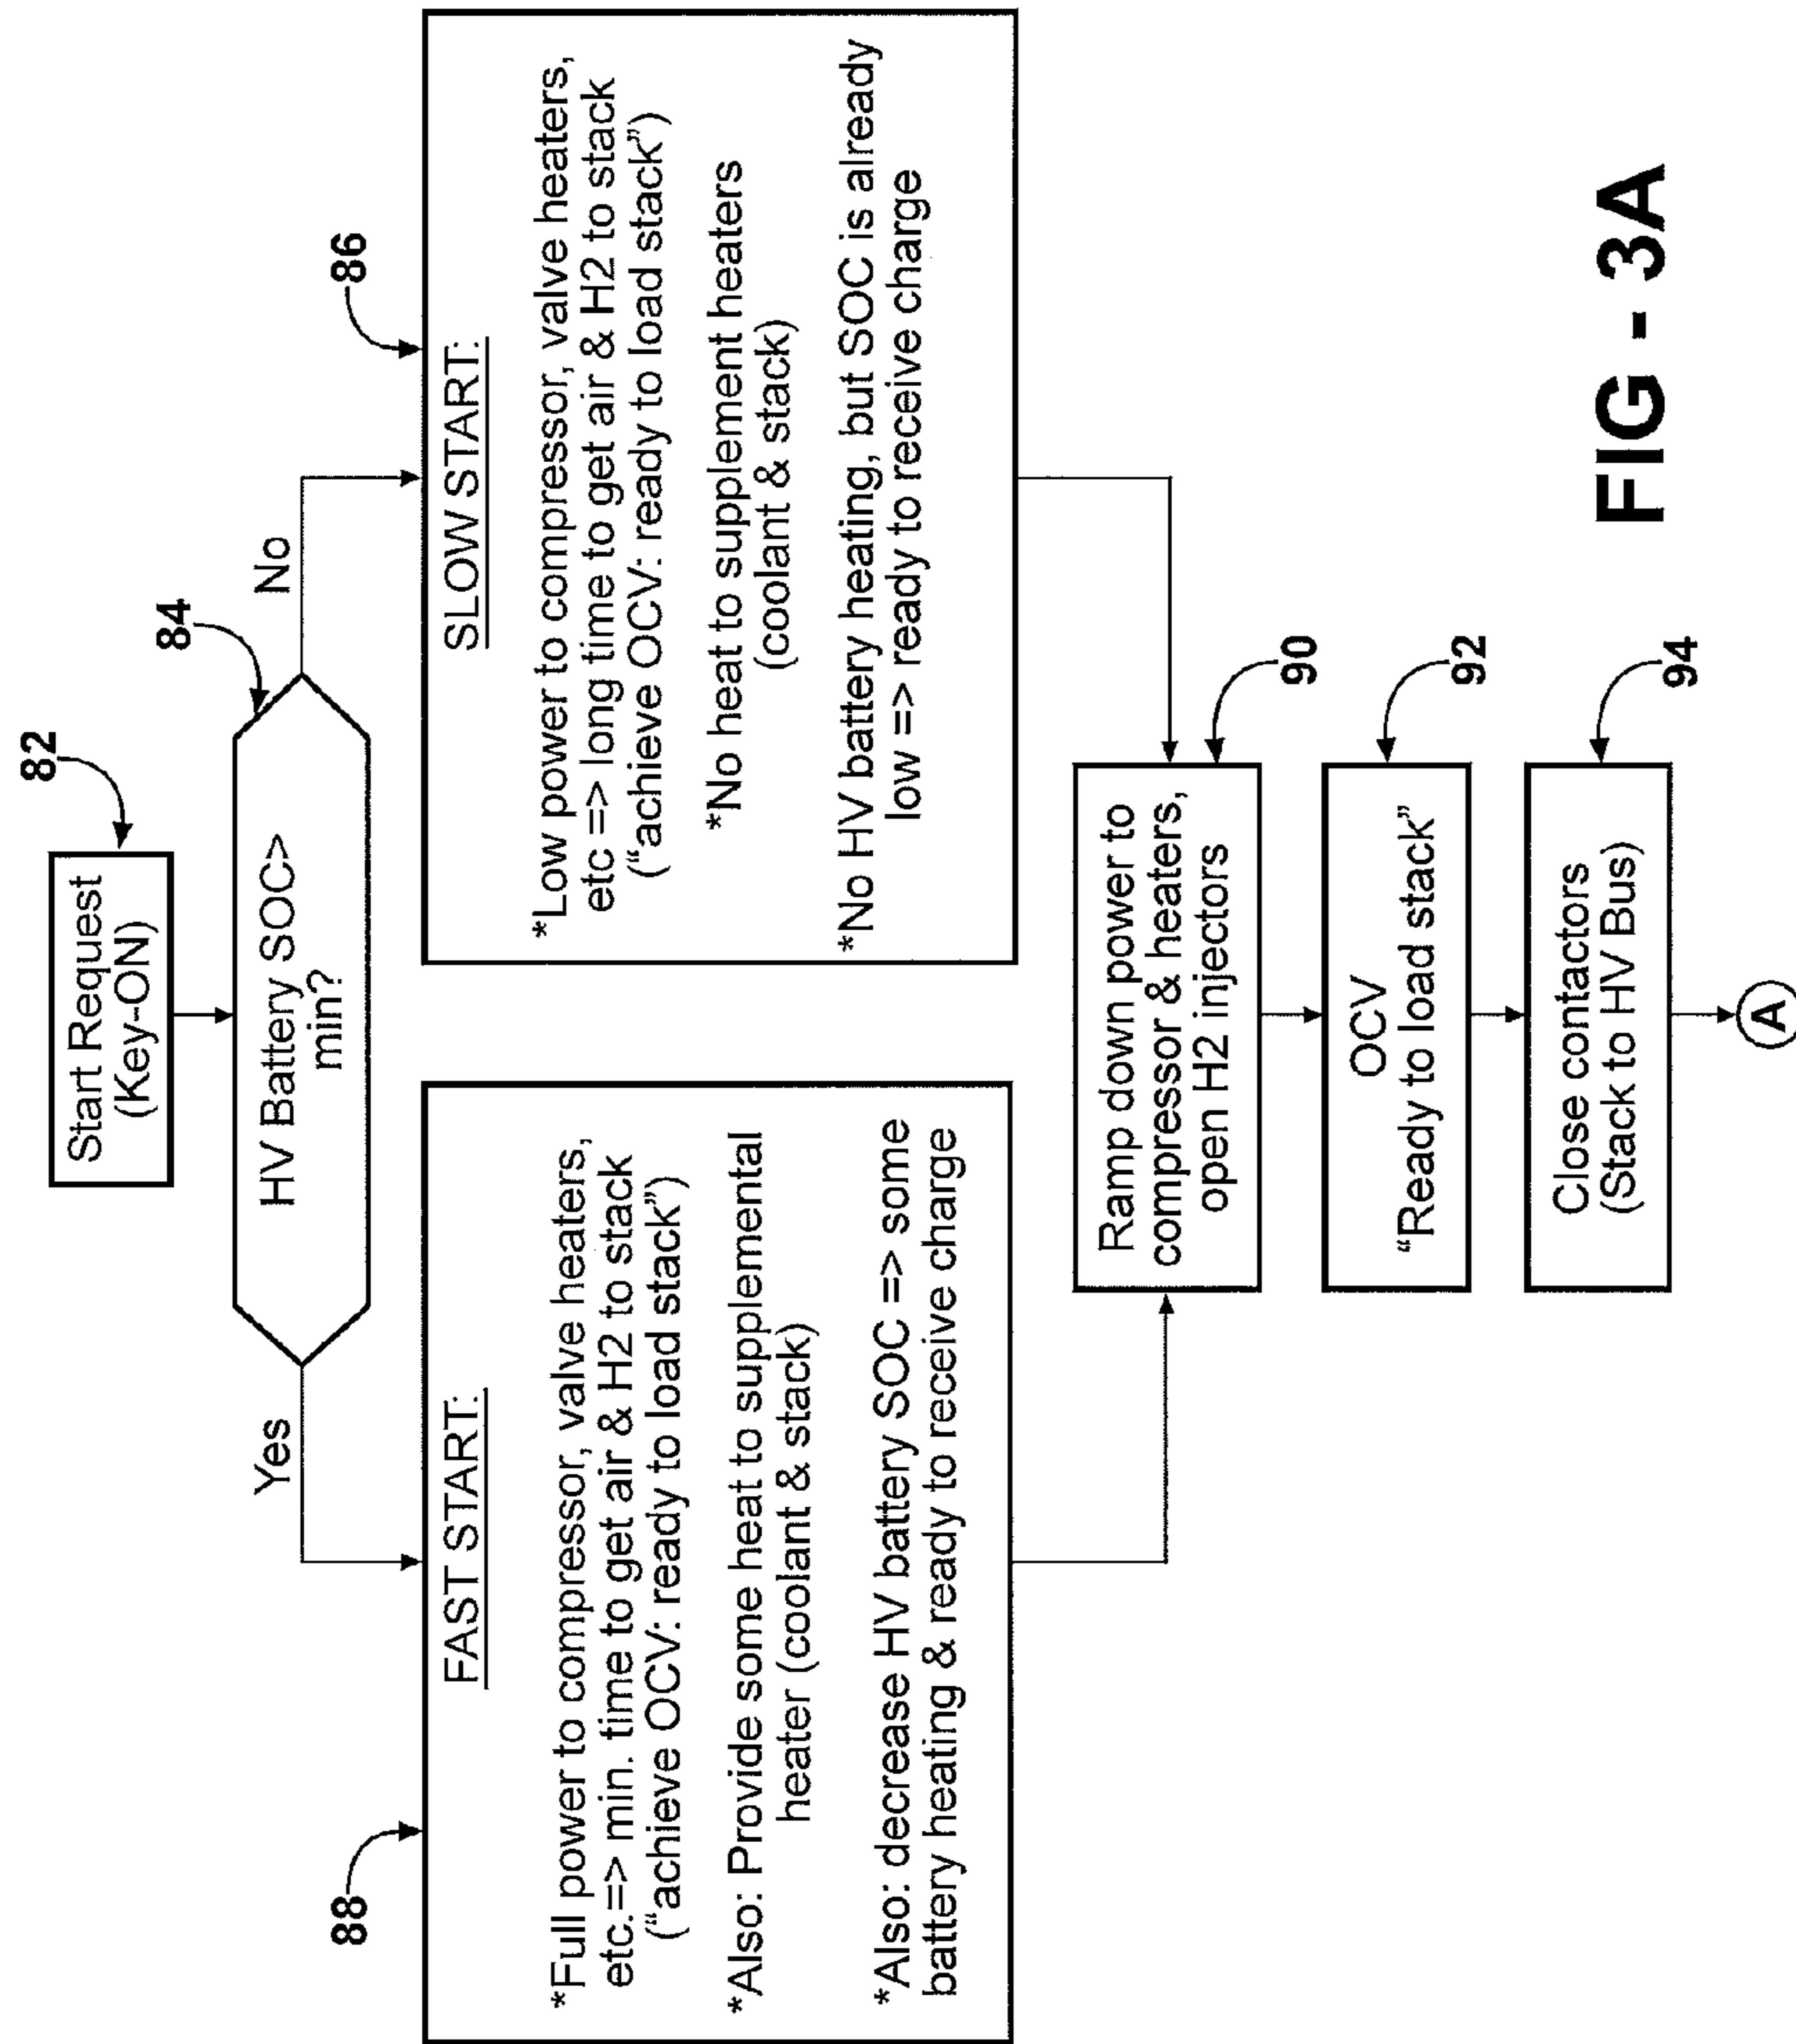 82
Start Request
(Key-ON)
84
HV Battery SOC>
min?
Yes
No
88
FAST START:
*Full power to compressor, valve heaters,
etc.=> min. time to get air & H2 to stack
("achieve OCV: ready to load stack”)
*Also: Provide some heat to supplemental
heater (coolant & stack)
*Also: decrease HV battery SOC => some
battery heating & ready to receive charge
86
SLOW START:
*Low power to compressor, valve heaters,
etc => long time to get air & H2 to stack
("achieve OCV: ready to load stack”)
*No heat to supplement heaters
(coolant & stack)
*No HV battery heating, but SOC is already
low => ready to receive charge
Ramp down power to
compressor & heaters,
open H2 injectors
90
OCV
“Ready to load stack”
92
Close contactors
(Stack to HV Bus)
94
A
FIG - 3A